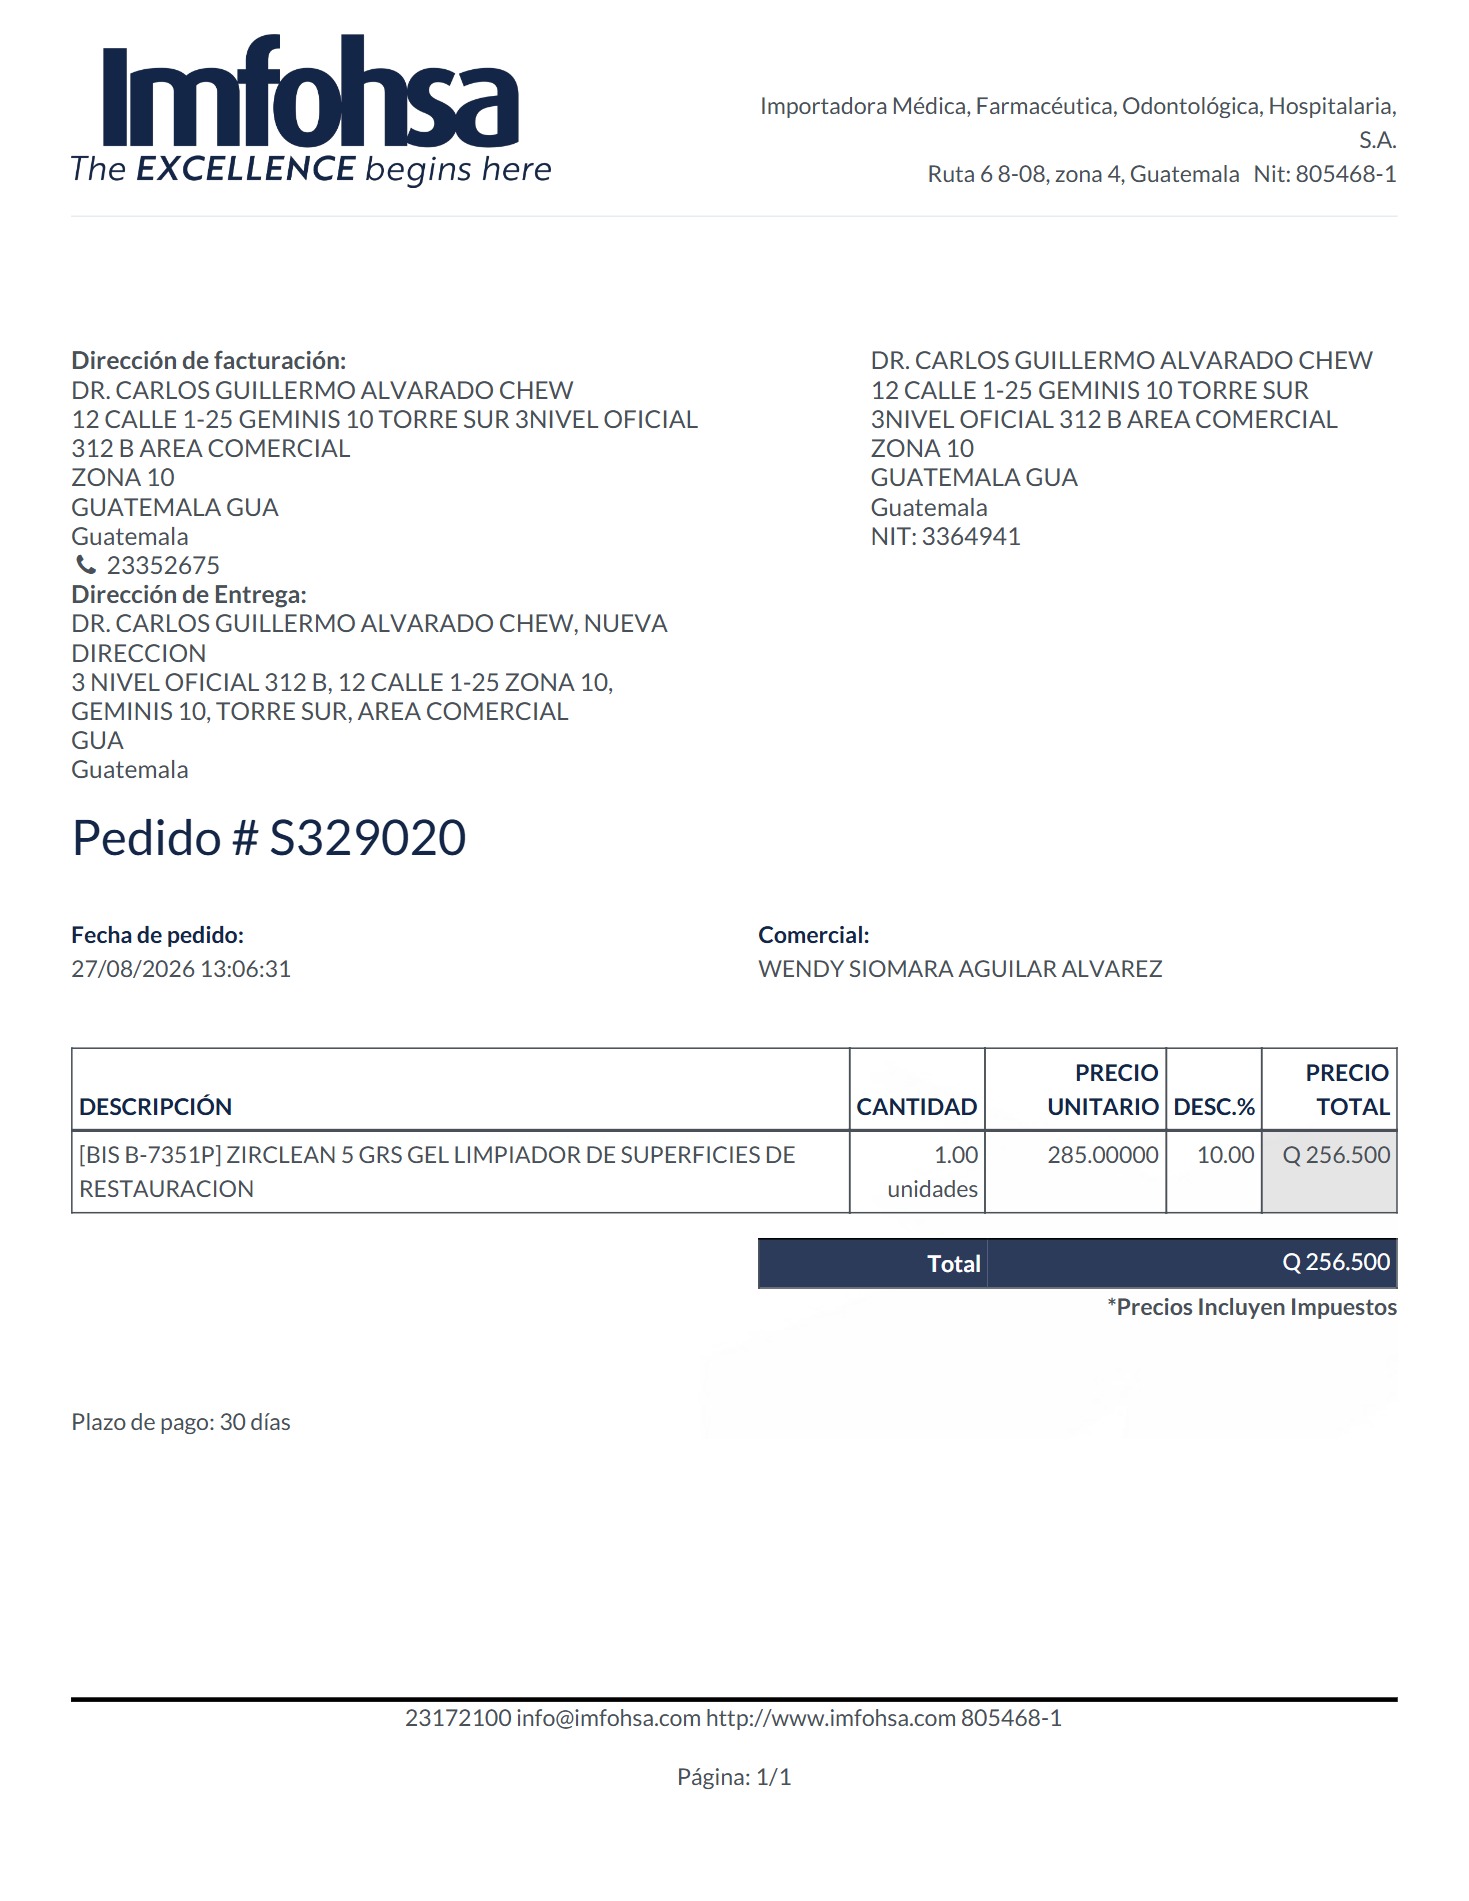 Imfohsa
The EXCELLENCE begins here
Importadora Médica, Farmacéutica, Odontológica, Hospitalaria,
S.A.
Ruta 6 8-08, zona 4, Guatemala Nit: 805468-1
Dirección de facturación:
DR. CARLOS GUILLERMO ALVARADO CHEW
12 CALLE 1-25 GEMINIS 10 TORRE SUR 3NIVEL OFICIAL
312 B AREA COMERCIAL
ZONA 10
GUATEMALA GUA
Guatemala
23352675
Dirección de Entrega:
DR. CARLOS GUILLERMO ALVARADO CHEW, NUEVA
DIRECCION
3 NIVEL OFICIAL 312 B, 12 CALLE 1-25 ZONA 10,
GEMINIS 10, TORRE SUR, AREA COMERCIAL
GUA
Guatemala
DR. CARLOS GUILLERMO ALVARADO CHEW
12 CALLE 1-25 GEMINIS 10 TORRE SUR
3NIVEL OFICIAL 312 B AREA COMERCIAL
ZONA 10
GUATEMALA GUA
Guatemala
NIT: 3364941
Pedido # S329020
Fecha de pedido:
27/08/2026 13:06:31
Comercial:
WENDY SIOMARA AGUILAR ALVAREZ
DESCRIPCIÓN CANTIDAD PRECIO UNITARIO DESC.% PRECIO TOTAL
[BIS B-7351P] ZIRCLEAN 5 GRS GEL LIMPIADOR DE SUPERFICIES DE 1.00 285.00000 10.00 Q 256.500
RESTAURACION unidades
Total Q 256.500
*Precios Incluyen Impuestos
Plazo de pago: 30 días
23172100 info@imfohsa.com http://www.imfohsa.com 805468-1
Página: 1/1